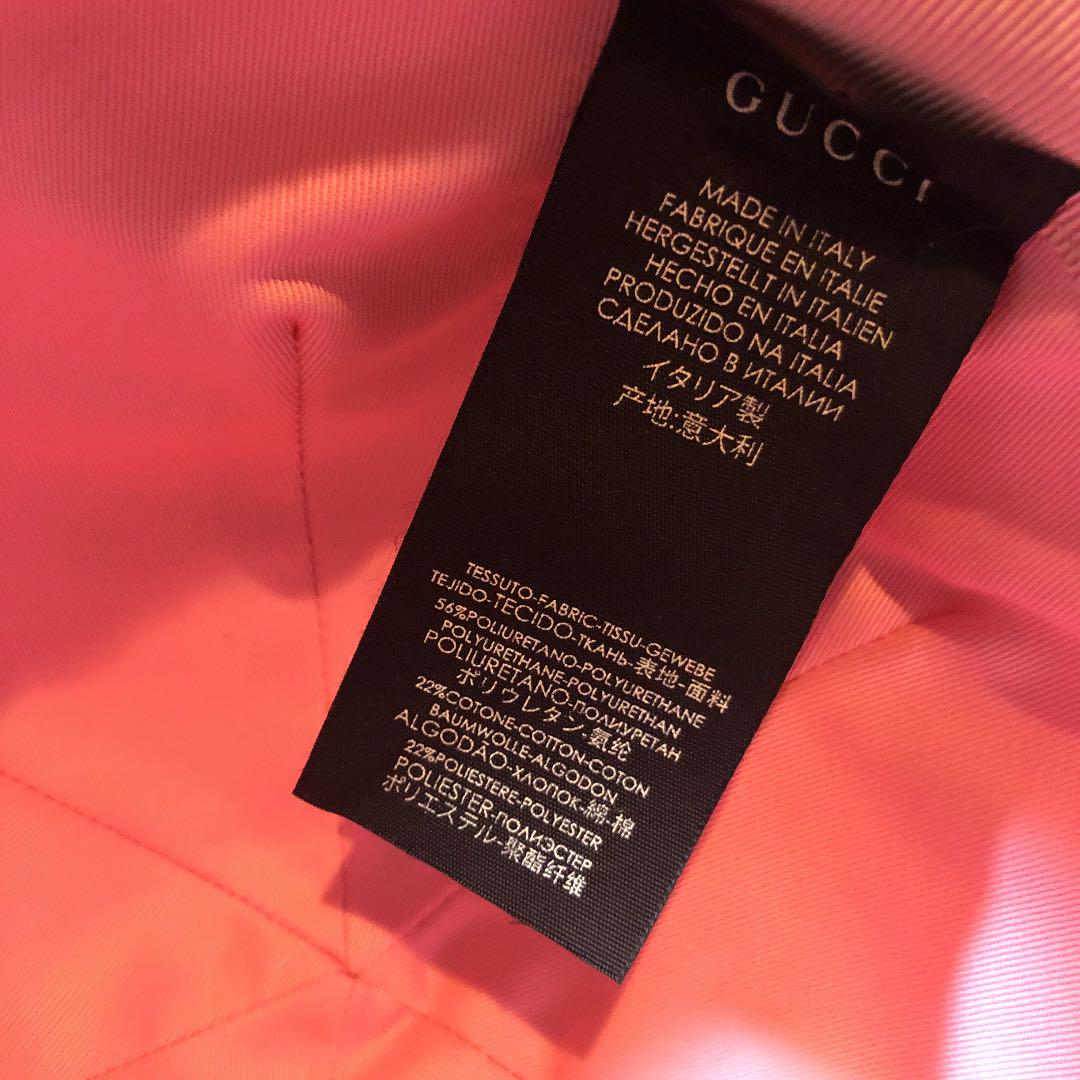 GUCCI
MADE IN ITALY
FABRIQUE EN ITALIE
HERGESTELLT IN ITALIEN
HECHO EN ITALIA
PRODUZIDO NA ITALIA
СДЕЛАНО В ИТАЛИИ
イタリア製
产地:意大利
TESSUTO-FABRIC-TISSU-GEWEBE
TEJIDO-TECIDO-ТКАНЬ-表地-面料
56%POLIURETANO-POLYURETHANE
POLYURETHANE-POLYURETHAN
POLIURETANO-ПОЛИУРЕТАН
ポリウレタン-氨纶
22%COTONE-COTTON-COTON
BAUMWOLLE-ALGODON
ALGODÃO-ХЛОПОК-綿-棉
22%POLIESTERE-POLYESTER
POLIESTER-ПОЛИЭСТЕР
ポリエステル-聚酯纤维